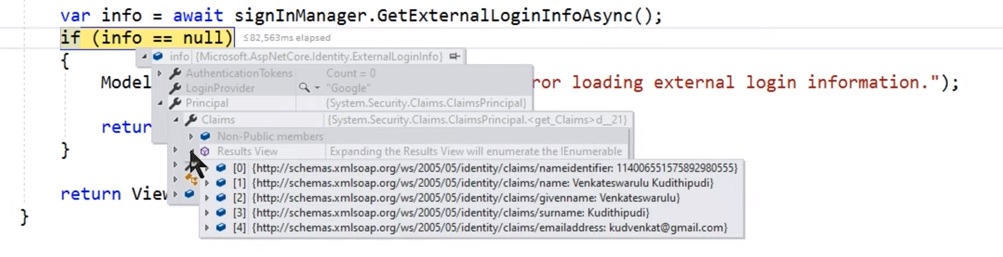 var info = await signInManager.GetExternalLoginInfoAsync();
if (info == null) ≤82,563ms elapsed
info {Microsoft.AspNetCore.Identity.ExternalLoginInfo}
{
AuthenticationTokens Count = 0
Model ror loading external login information.");
LoginProvider "Google"
Principal {System.Security.Claims.ClaimsPrincipal}
Claims {System.Security.Claims.ClaimsPrincipal.<get_Claims>d__21}
retu
Non-Public members
} Results View Expanding the Results View will enumerate the IEnumerable
[0] {http://schemas.xmlsoap.org/ws/2005/05/identity/claims/nameidentifier: 114006551575892980555}
[1] {http://schemas.xmlsoap.org/ws/2005/05/identity/claims/name: Venkateswarulu Kudithipudi}
return View [2] {http://schemas.xmlsoap.org/ws/2005/05/identity/claims/givenname: Venkateswarulu}
} [3] {http://schemas.xmlsoap.org/ws/2005/05/identity/claims/surname: Kudithipudi}
[4] {http://schemas.xmlsoap.org/ws/2005/05/identity/claims/emailaddress: kudvenkat@gmail.com}